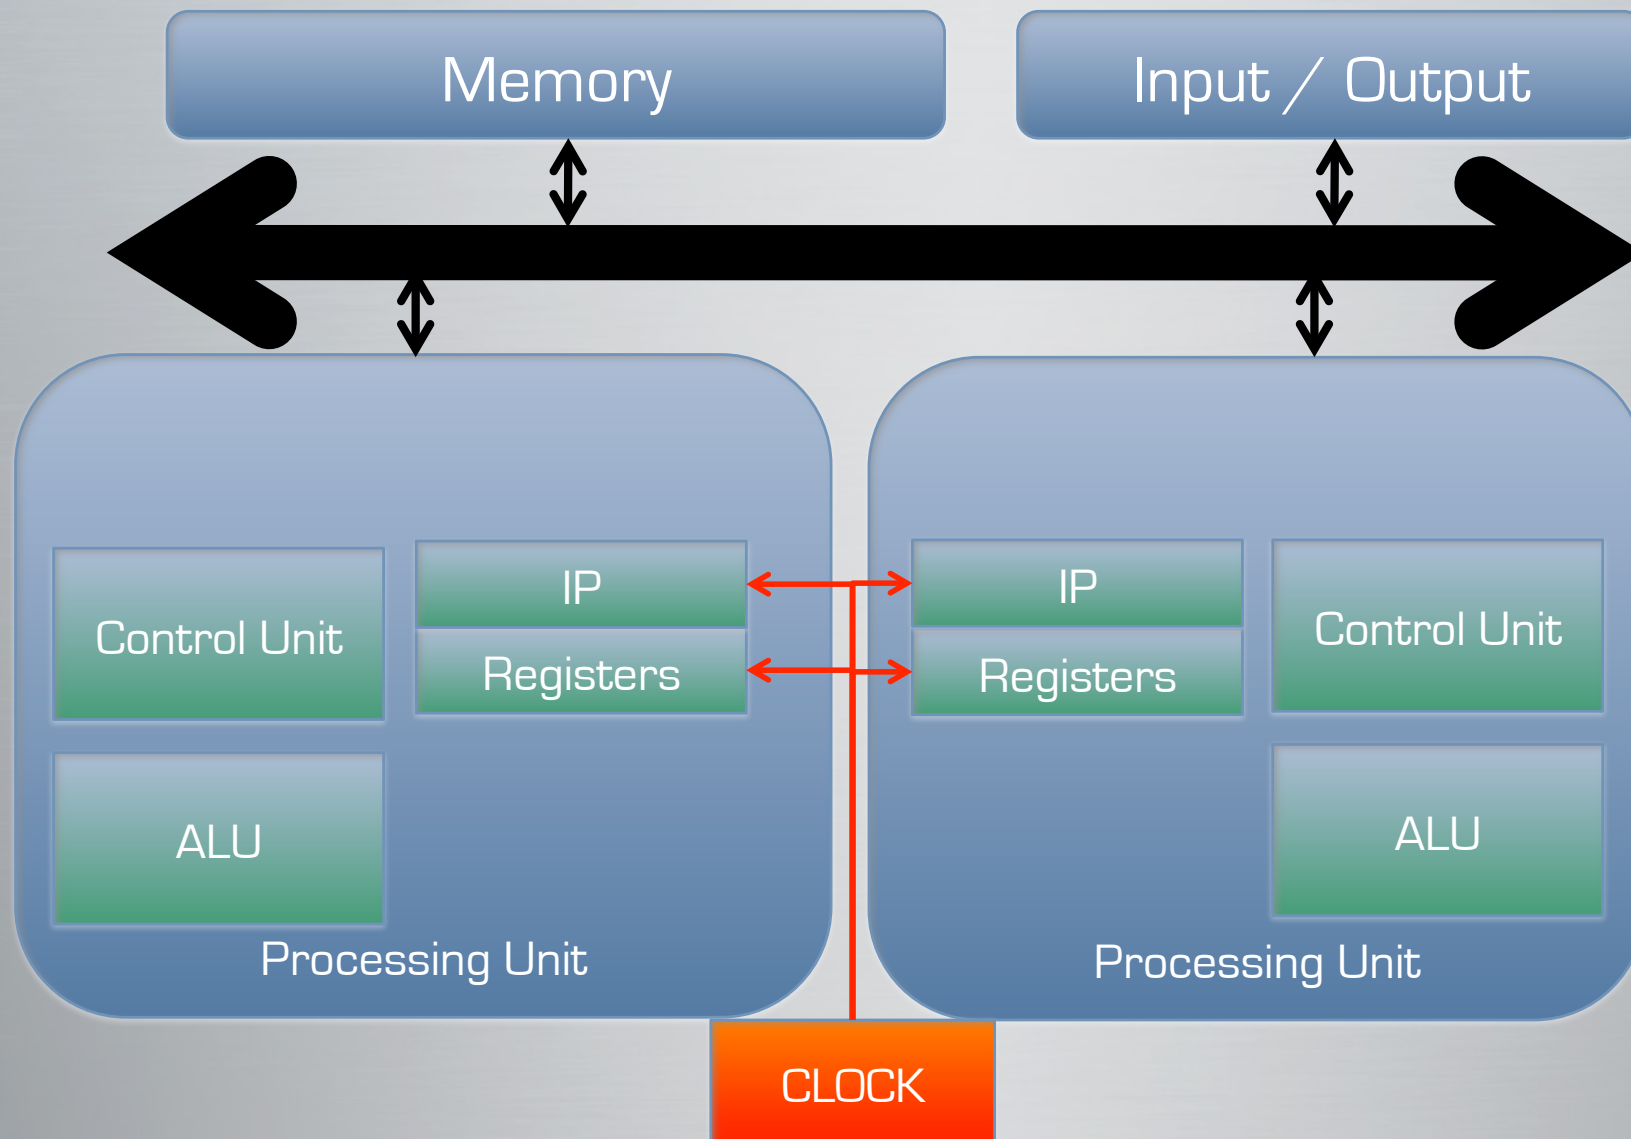 Memory
Input / Output
IP
Control Unit
Registers
ALU
Processing Unit
IP
Control Unit
Registers
ALU
Processing Unit
CLOCK